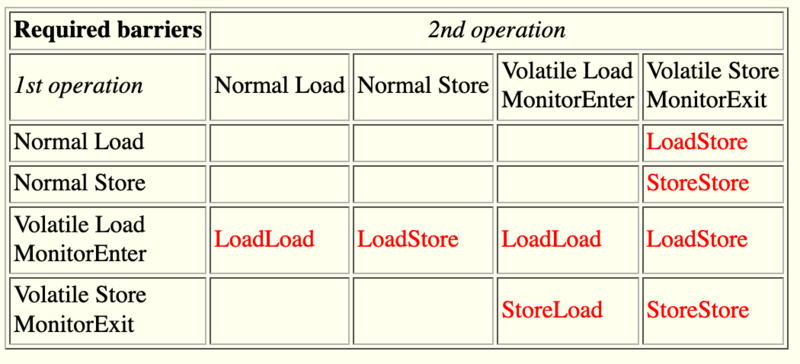 Required barriers 2nd operation
1st operation Normal Load Normal Store Volatile Load MonitorEnter Volatile Store MonitorExit
Normal Load LoadStore
Normal Store StoreStore
Volatile Load MonitorEnter LoadLoad LoadStore LoadLoad LoadStore
Volatile Store MonitorExit StoreLoad StoreStore